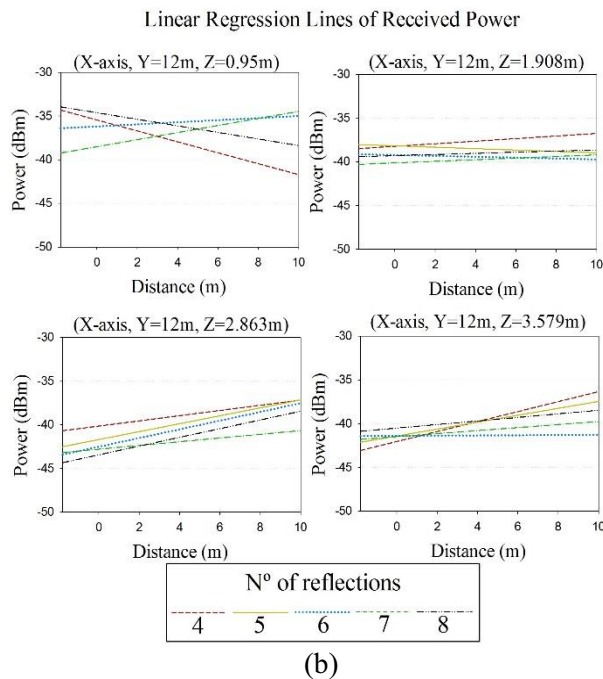 Linear Regression Lines of Received Power
(X-axis, Y=12m, Z=0.95m)
Power (dBm)
-30
-35
-40
-45
-50
0 2 4 6 8 10
Distance (m)
(X-axis, Y=12m, Z=1.908m)
Power (dBm)
-30
-35
-40
-45
-50
0 2 4 6 8 10
Distance (m)
(X-axis, Y=12m, Z=2.863m)
Power (dBm)
-30
-35
-40
-45
-50
0 2 4 6 8 10
Distance (m)
(X-axis, Y=12m, Z=3.579m)
Power (dBm)
-30
-35
-40
-45
-50
0 2 4 6 8 10
Distance (m)
Nº of reflections
4 5 6 7 8
(b)